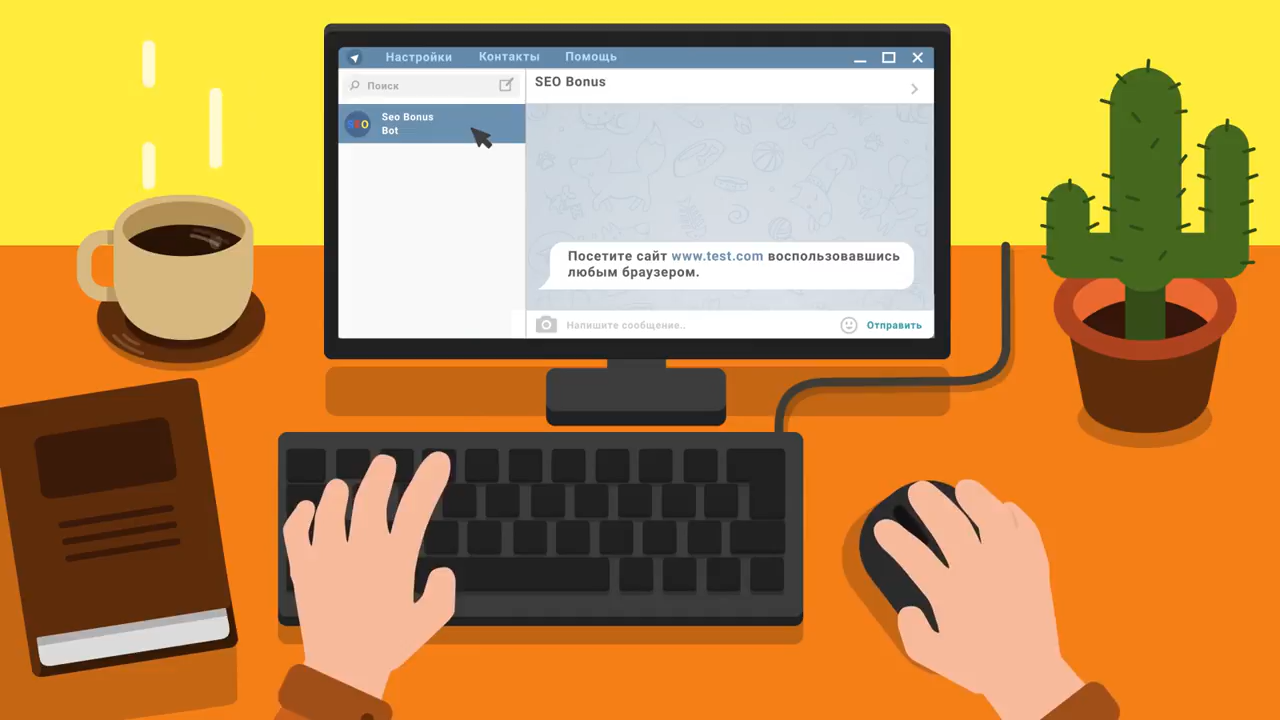 Настройки Контакты Помощь
Поиск
SEO Bonus
SEO
Seo Bonus
Bot
Посетите сайт www.test.com воспользовавшись
любым браузером.
Напишите сообщение..
Отправить